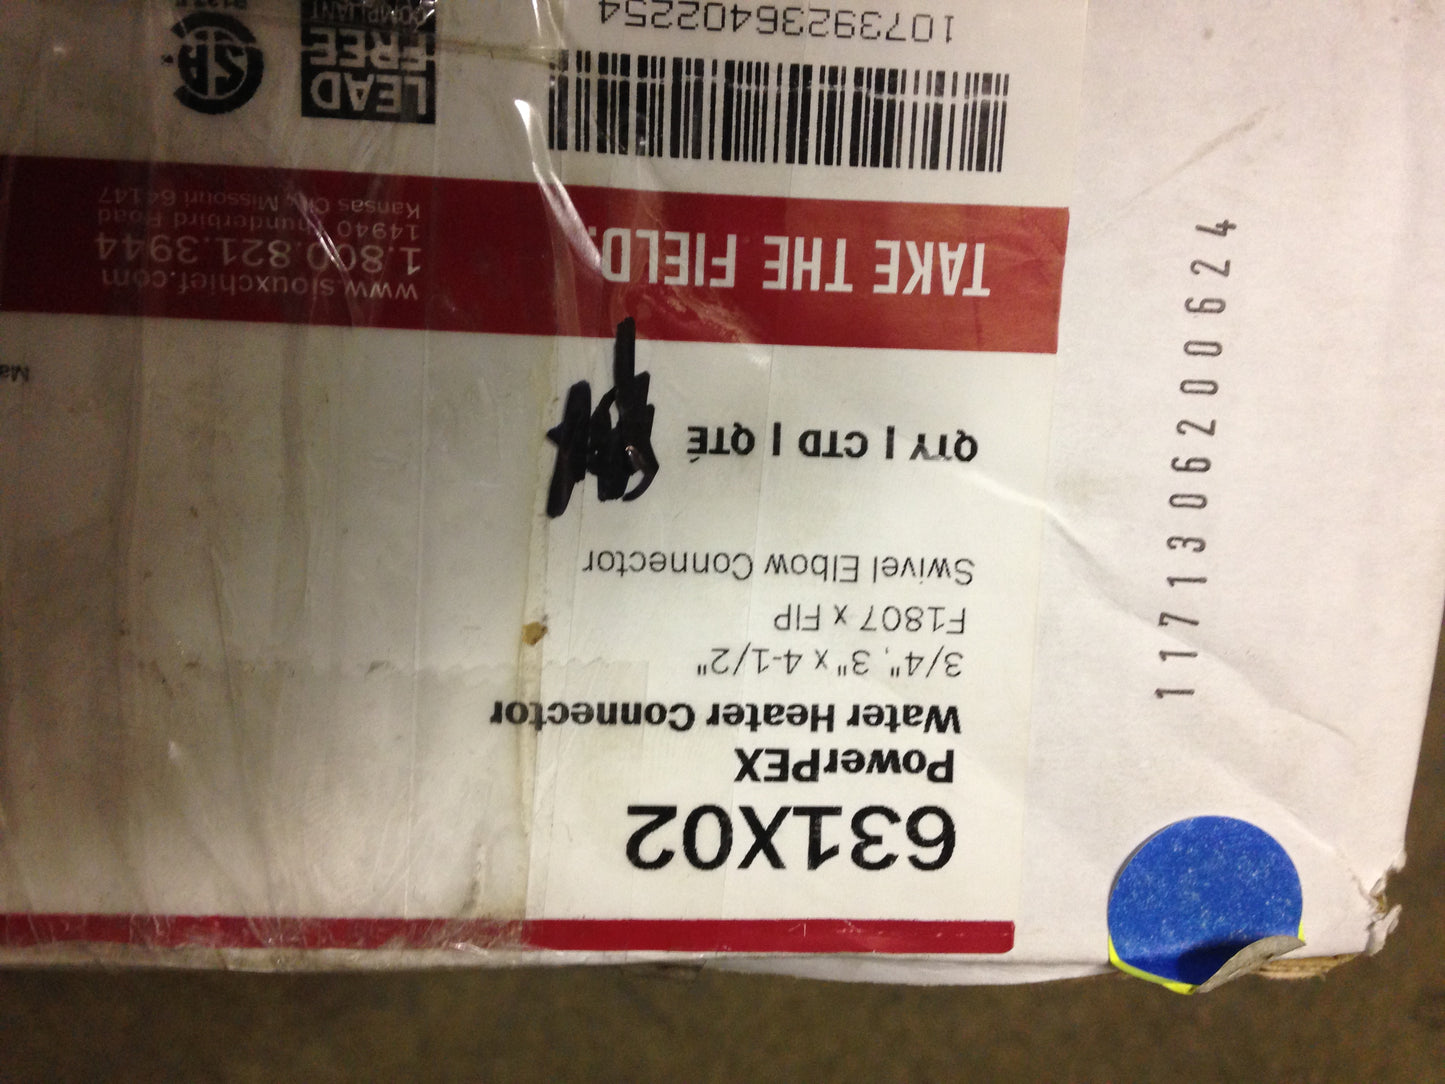 631X02
PowerPEX
Water Heater Connector
3/4", 3" x 4-1/2"
F1807 x FIP
Swivel Elbow Connector
QTY | CTD | QTÉ
TAKE THE FIELD.
www.siouxchief.com
1.800.821.3944
14940 Thunderbird Road
Kansas City, Missouri 64147
10739236402254
LEAD
FREE
COMPLIANT
1171306200624